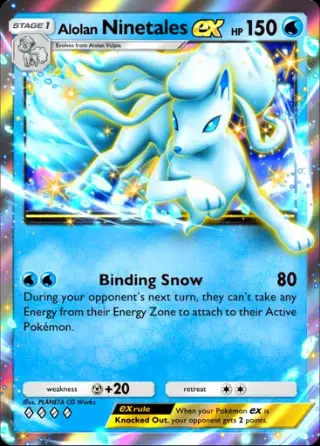 STAGE 1
Alolan Ninetales ex HP 150
Evolves from Alolan Vulpix
Binding Snow 80
During your opponent's next turn, they can't take any
Energy from their Energy Zone to attach to their Active
Pokémon.
weakness +20 retreat
Illus. PLANETA CG Works
ex rule When your Pokémon ex is
Knocked Out, your opponent gets 2 points.